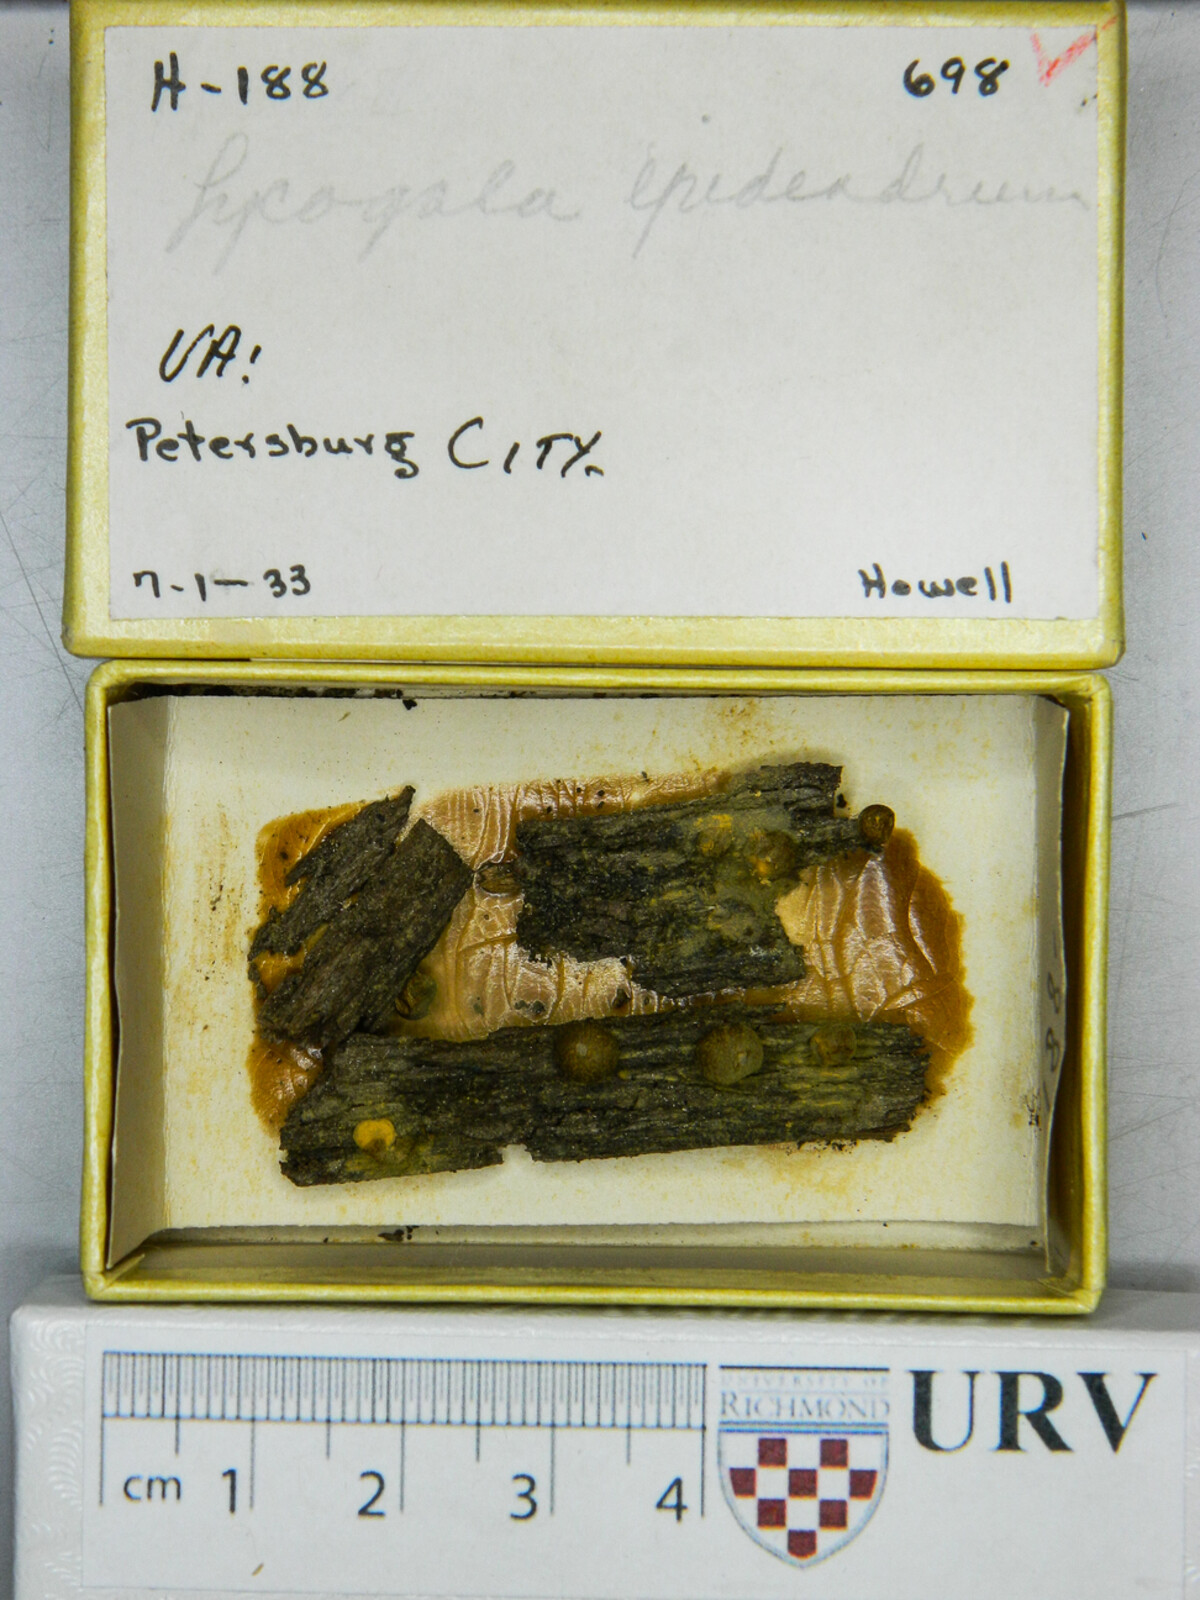 H-188 698
Lycogala epidendrum
VA!
Petersburg CITY.
7-1-33 Howell
188
cm 1 2 3 4
UNIVERSITY OF
RICHMOND
URV